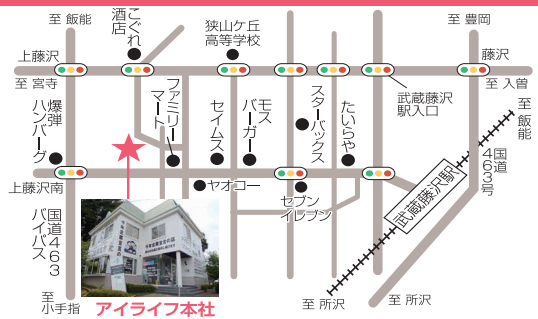 至 飯能
こぐれ
酒店
狭山ケ丘
高等学校
至 豊岡
上藤沢
藤沢
至 宮寺
至 入曽
武蔵藤沢
駅入口
爆弾
ハンバーグ
ファミリー
マート
セイムス
モス
バーガー
スターバックス
たいらや
至 飯能
国道
463号
武蔵藤沢駅
上藤沢南
ヤオコー
セブン
イレブン
国道463
バイパス
至
小手指
アイライフ本社
至 所沢
至 所沢